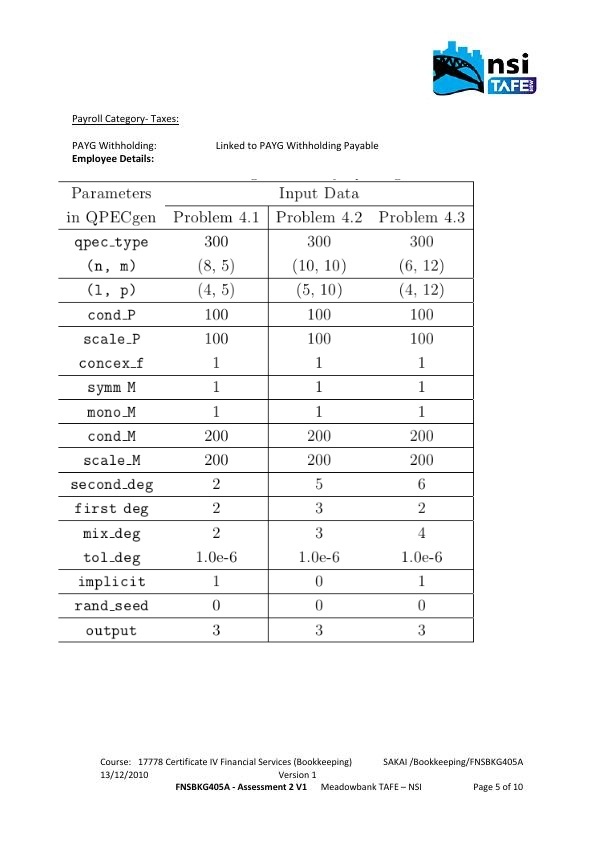 nsi
TAFE
Payroll Category- Taxes:
PAYG Withholding: Linked to PAYG Withholding Payable
Employee Details:
Parameters Input Data
in QPECgen Problem 4.1 Problem 4.2 Problem 4.3
qpec_type 300 300 300
(n, m) (8, 5) (10, 10) (6, 12)
(l, p) (4, 5) (5, 10) (4, 12)
cond_P 100 100 100
scale_P 100 100 100
concex_f 1 1 1
symm M 1 1 1
mono_M 1 1 1
cond_M 200 200 200
scale_M 200 200 200
second_deg 2 5 6
first deg 2 3 2
mix_deg 2 3 4
tol_deg 1.0e-6 1.0e-6 1.0e-6
implicit 1 0 1
rand_seed 0 0 0
output 3 3 3
Course: 17778 Certificate IV Financial Services (Bookkeeping) SAKAI /Bookkeeping/FNSBKG405A
13/12/2010 Version 1
FNSBKG405A - Assessment 2 V1 Meadowbank TAFE – NSI Page 5 of 10